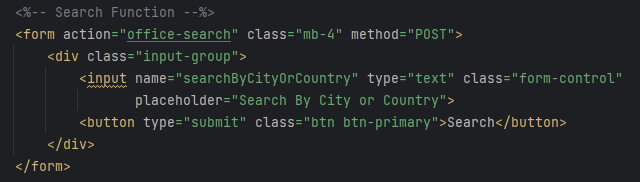 <%-- Search Function --%>
<form action="office-search" class="mb-4" method="POST">
    <div class="input-group">
        <input name="searchByCityOrCountry" type="text" class="form-control"
               placeholder="Search By City or Country">
        <button type="submit" class="btn btn-primary">Search</button>
    </div>
</form>